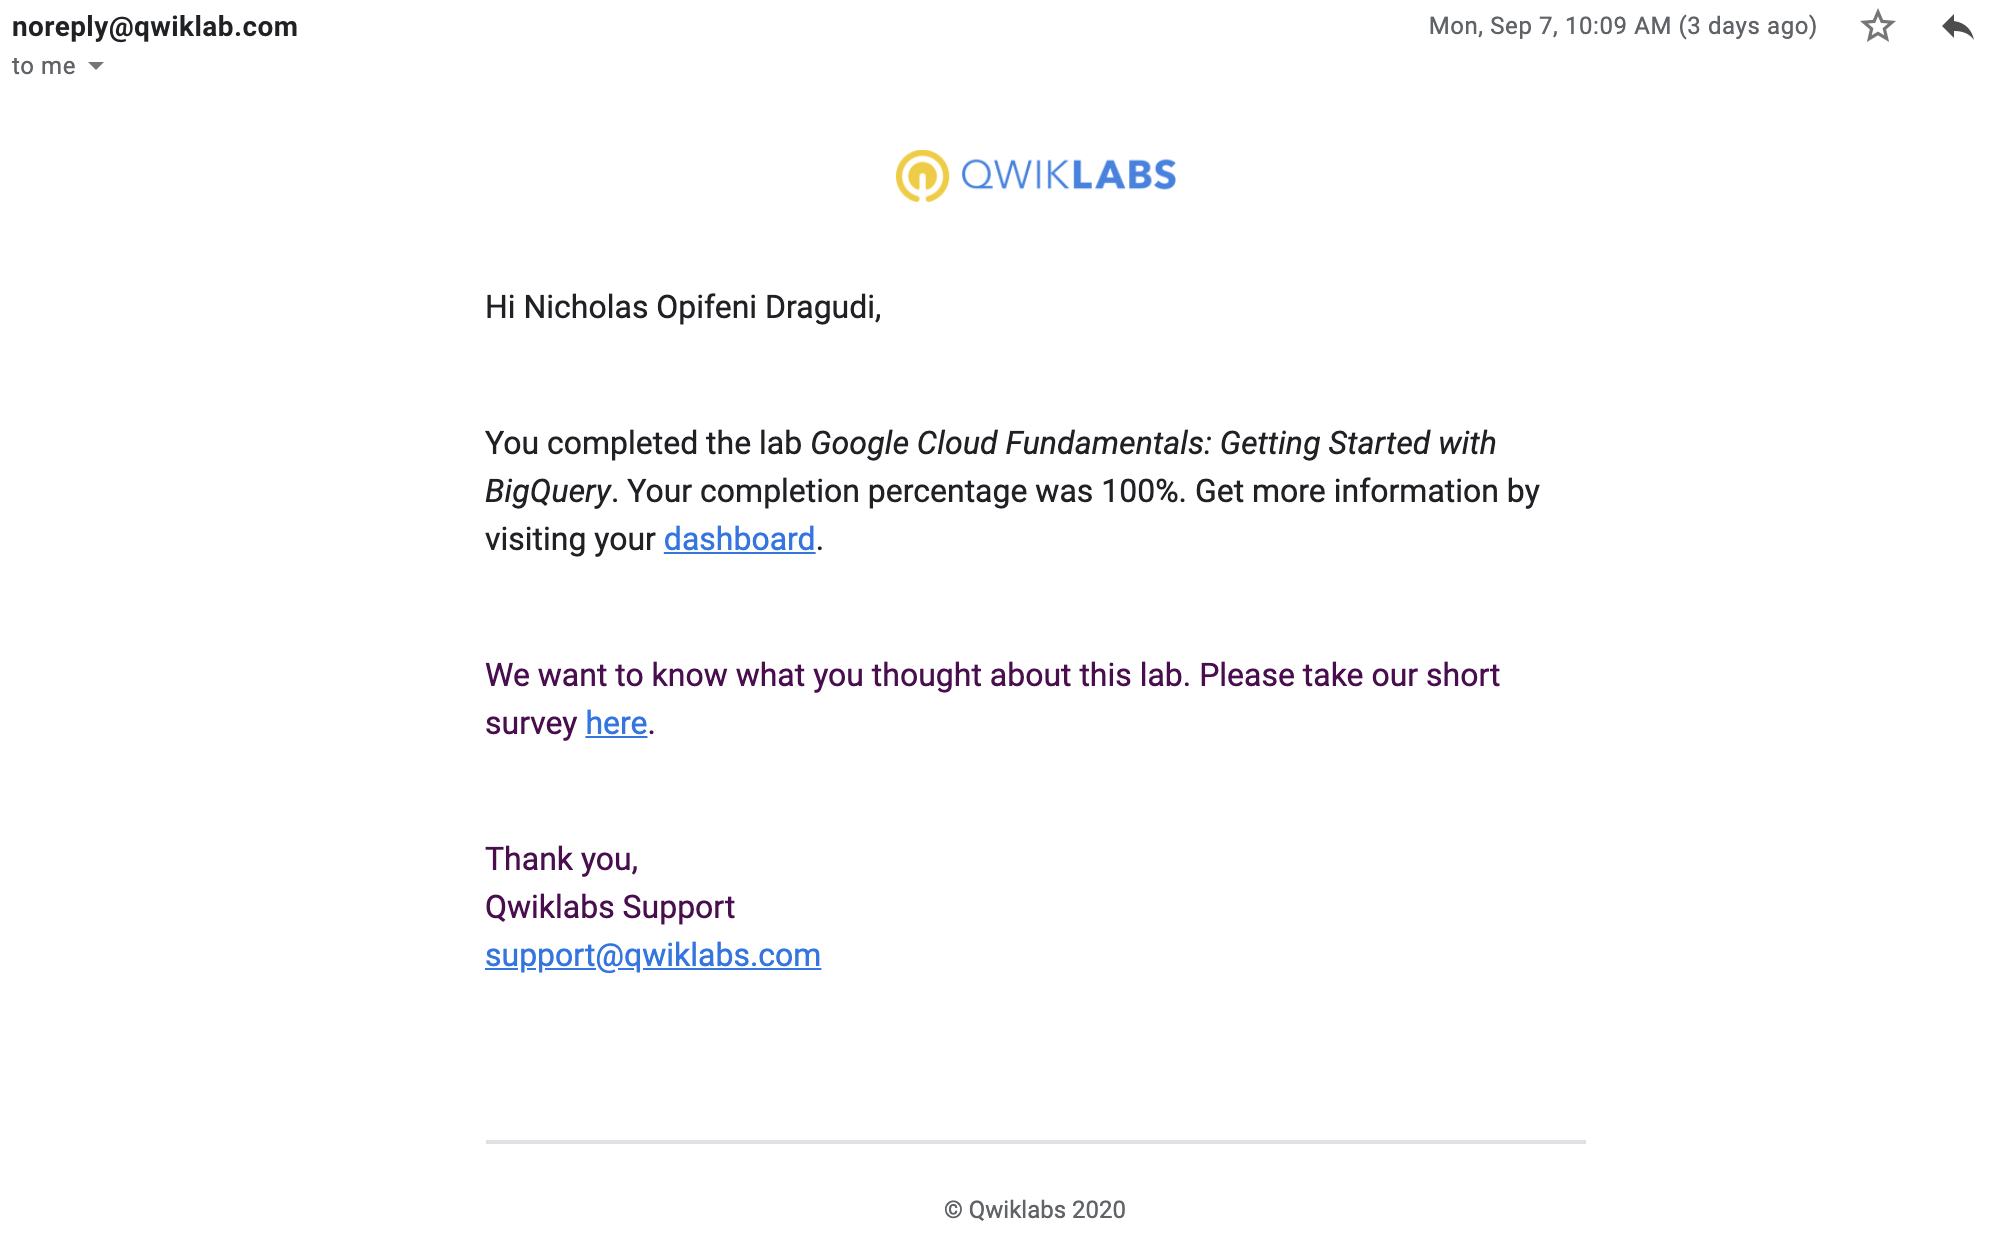 noreply@qwiklab.com
Mon, Sep 7, 10:09 AM (3 days ago)
to me
QWIKLABS
Hi Nicholas Opifeni Dragudi,
You completed the lab Google Cloud Fundamentals: Getting Started with
BigQuery. Your completion percentage was 100%. Get more information by
visiting your dashboard.
We want to know what you thought about this lab. Please take our short
survey here.
Thank you,
Qwiklabs Support
support@qwiklabs.com
© Qwiklabs 2020